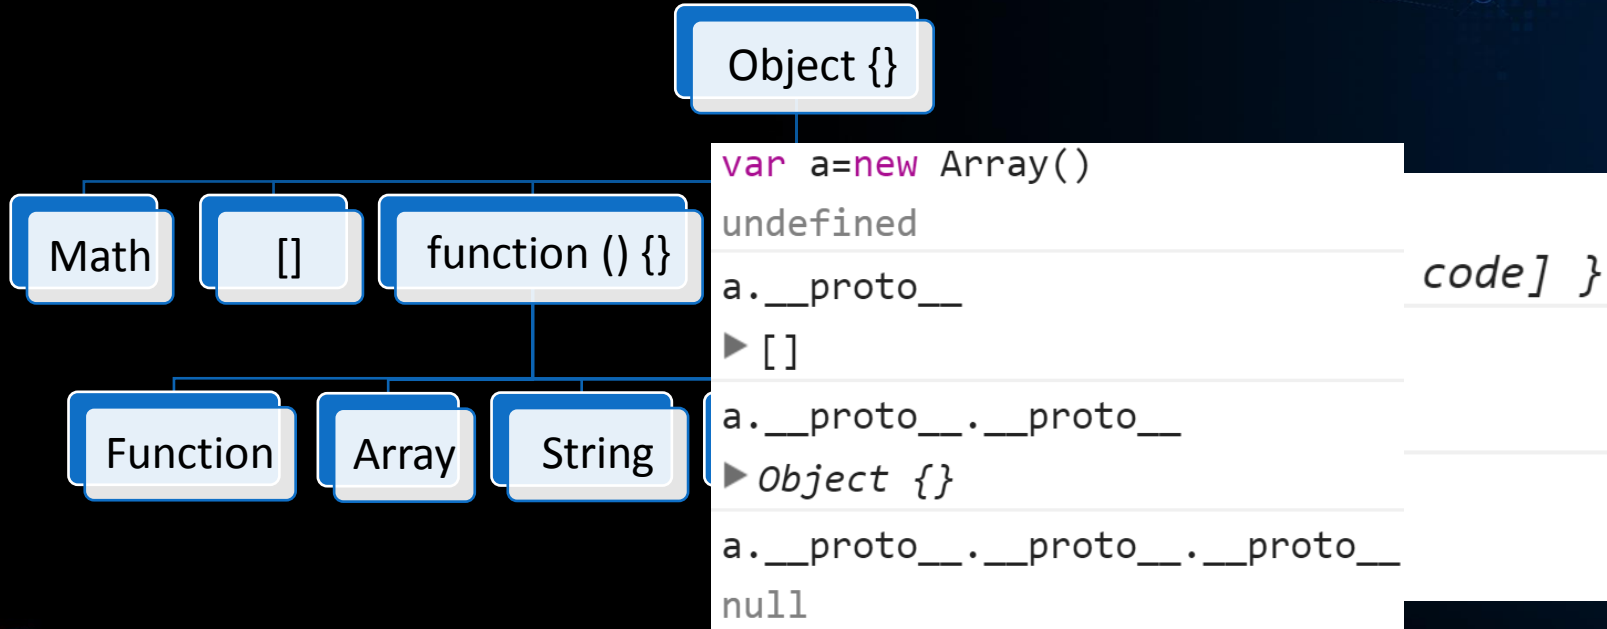 Object {}
Math
[]
function () {}
Function
Array
String
var a=new Array()
undefined
a.__proto__
▶ []
a.__proto__.__proto__
▶ Object {}
a.__proto__.__proto__.__proto__
null
code] }